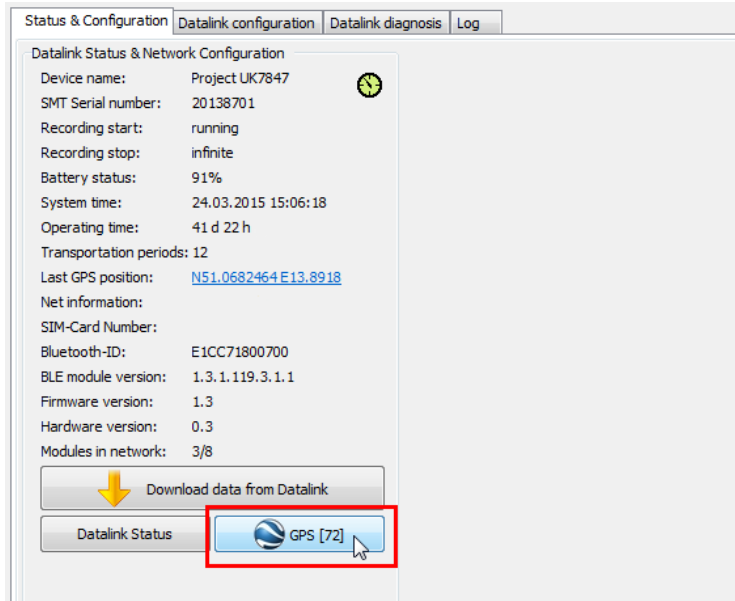 Status & Configuration Datalink configuration Datalink diagnosis Log
Datalink Status & Network Configuration
Device name: Project UK7847
SMT Serial number: 20138701
Recording start: running
Recording stop: infinite
Battery status: 91%
System time: 24.03.2015 15:06:18
Operating time: 41 d 22 h
Transportation periods: 12
Last GPS position: N51.0682464 E13.8918
Net information:
SIM-Card Number:
Bluetooth-ID: E1CC71800700
BLE module version: 1.3.1.119.3.1.1
Firmware version: 1.3
Hardware version: 0.3
Modules in network: 3/8
Download data from Datalink
Datalink Status GPS [72]